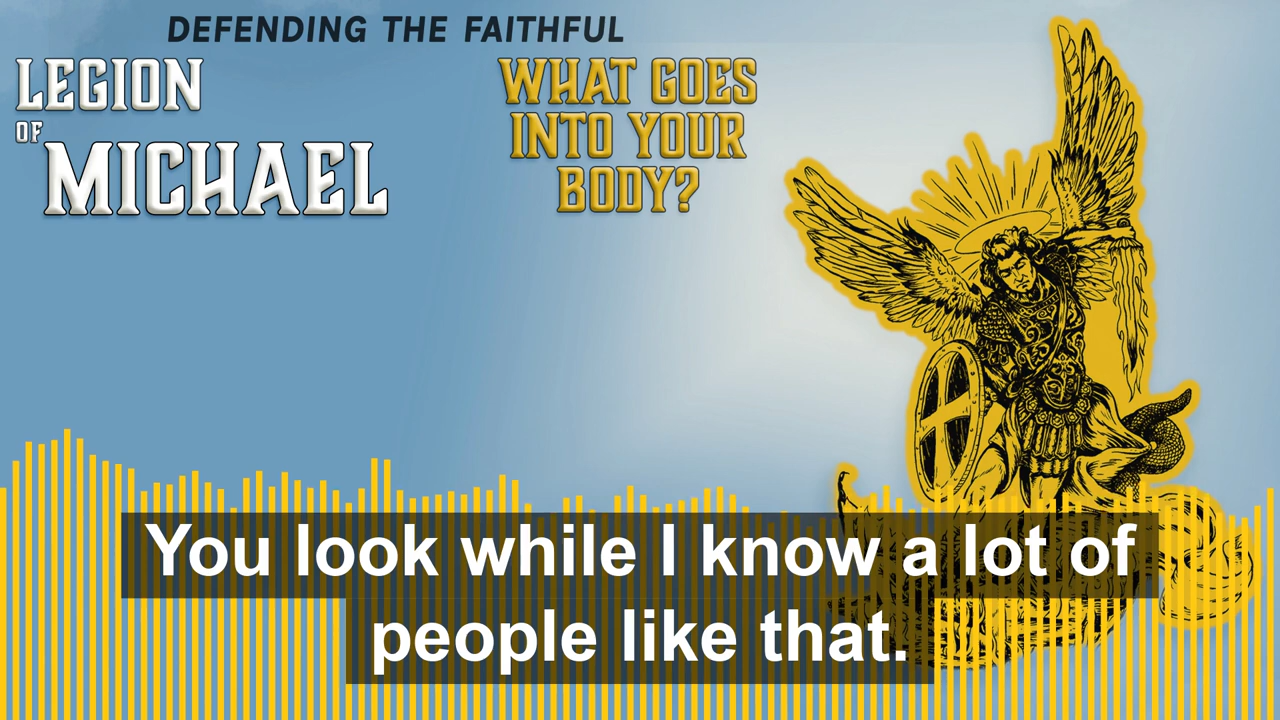 DEFENDING THE FAITHFUL
LEGION
OF
MICHAEL
WHAT GOES
INTO YOUR
BODY?
You look while I know a lot of
people like that.